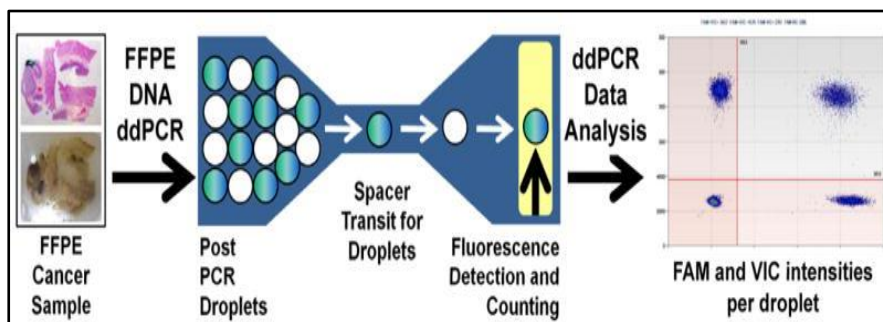 FFPE
DNA
ddPCR
ddPCR
Data
Analysis
Spacer
Transit for
Droplets
FFPE
Cancer
Sample
Post
PCR
Droplets
Fluorescence
Detection and
Counting
FAM and VIC intensities
per droplet